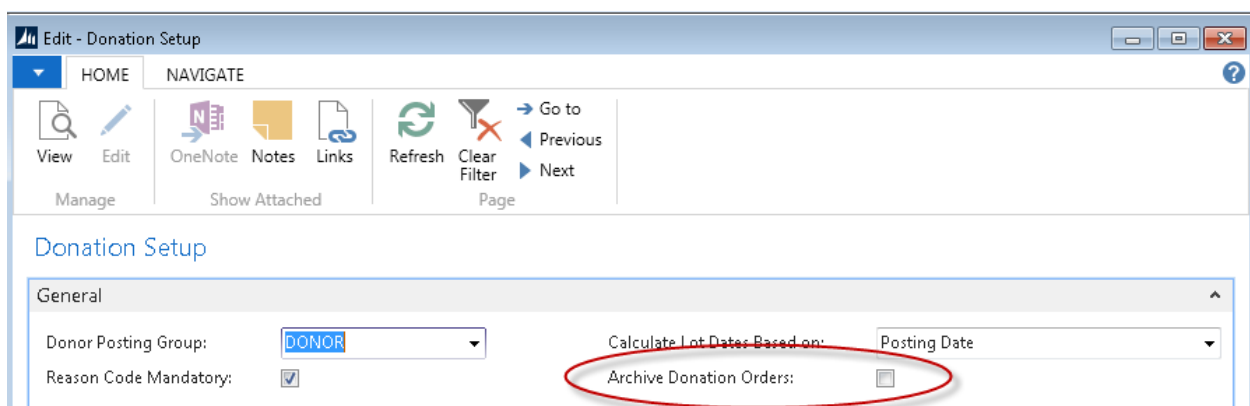 Edit - Donation Setup
HOME NAVIGATE
View Edit OneNote Notes Links Refresh Clear Filter Go to
Previous
Next
Manage Show Attached Page
Donation Setup
General
Donor Posting Group: DONOR Calculate Lot Dates Based on: Posting Date
Reason Code Mandatory: Archive Donation Orders: